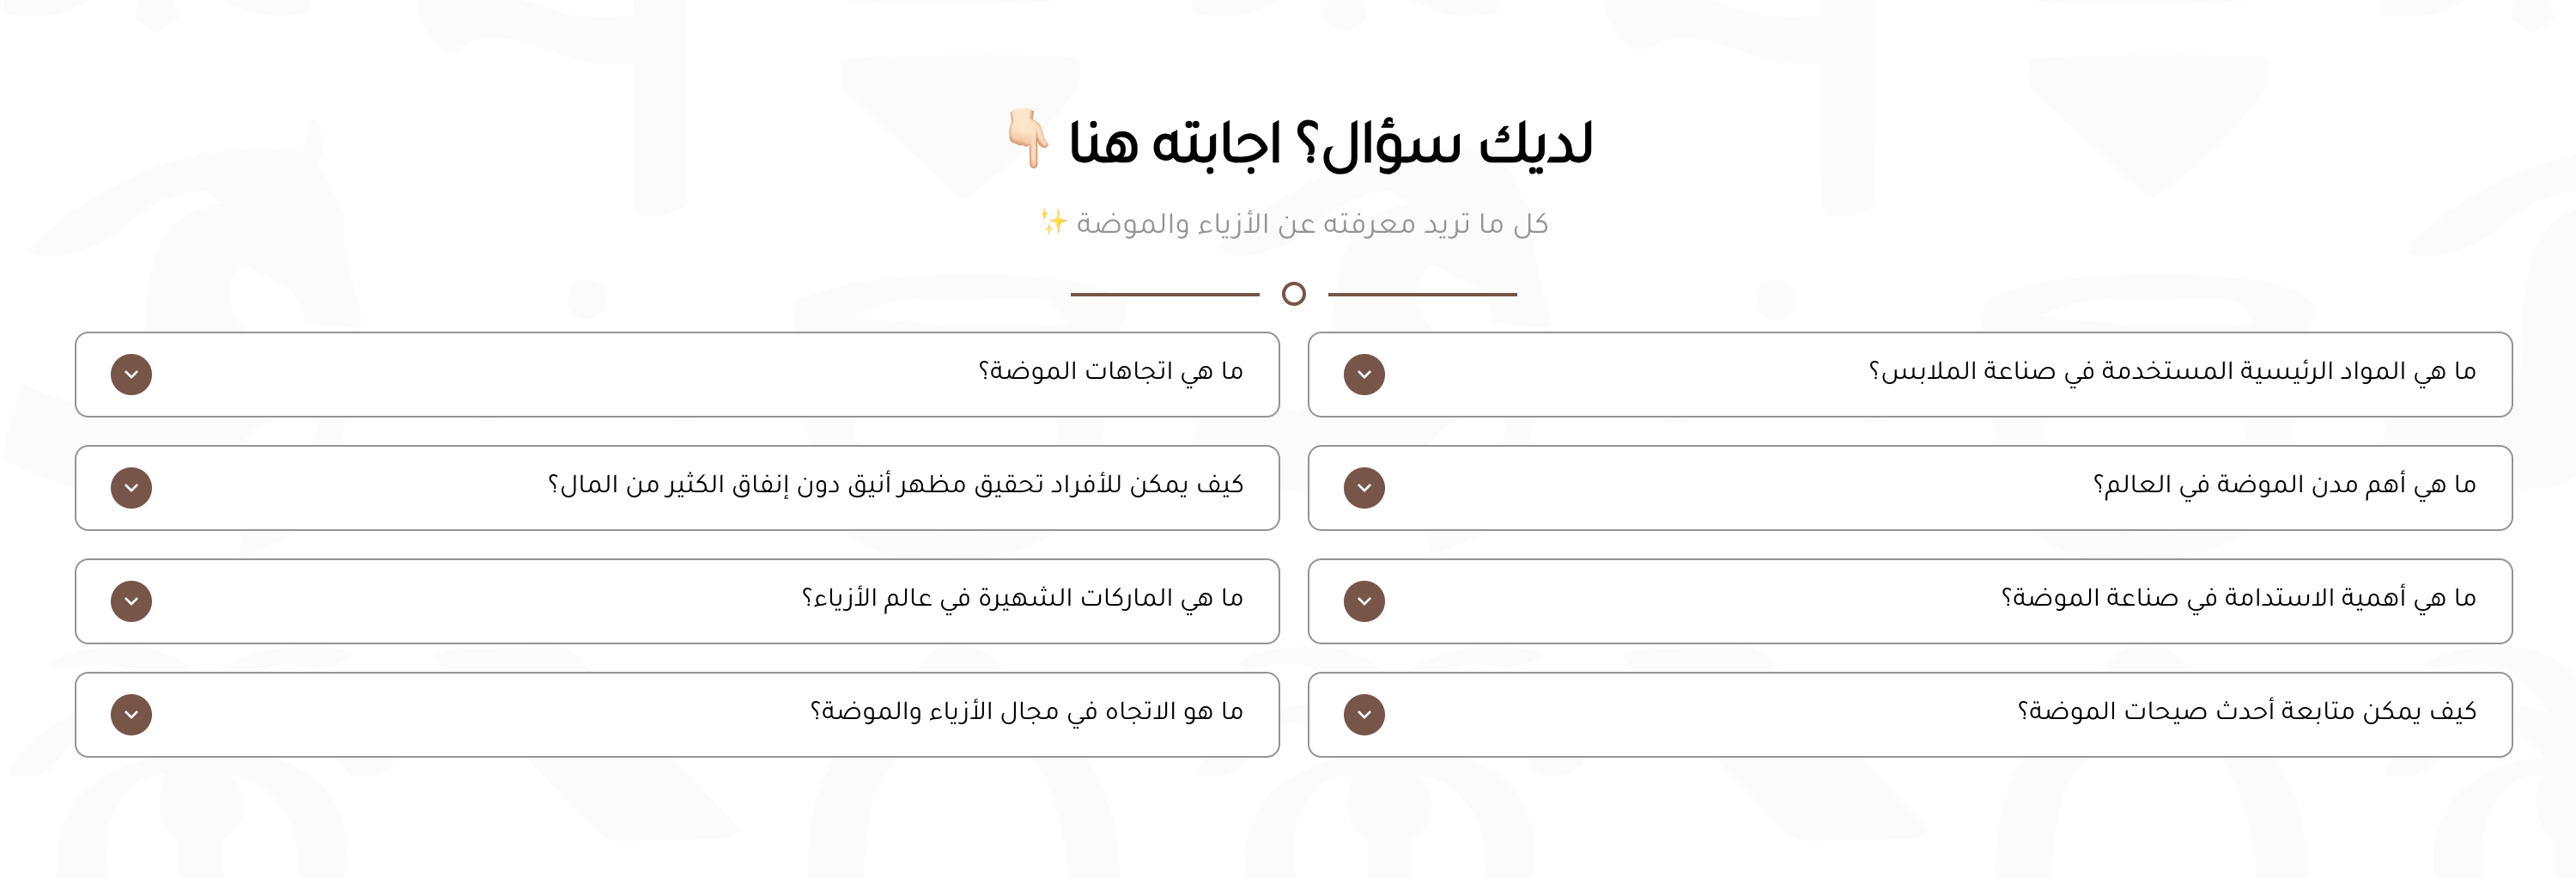 لديك سؤال؟ اجابته هنا 👇🏻
كل ما تريد معرفته عن الأزياء والموضة ✨
ما هي المواد الرئيسية المستخدمة في صناعة الملابس؟
ما هي اتجاهات الموضة؟
ما هي أهم مدن الموضة في العالم؟
كيف يمكن للأفراد تحقيق مظهر أنيق دون إنفاق الكثير من المال؟
ما هي أهمية الاستدامة في صناعة الموضة؟
ما هي الماركات الشهيرة في عالم الأزياء؟
كيف يمكن متابعة أحدث صيحات الموضة؟
ما هو الاتجاه في مجال الأزياء والموضة؟